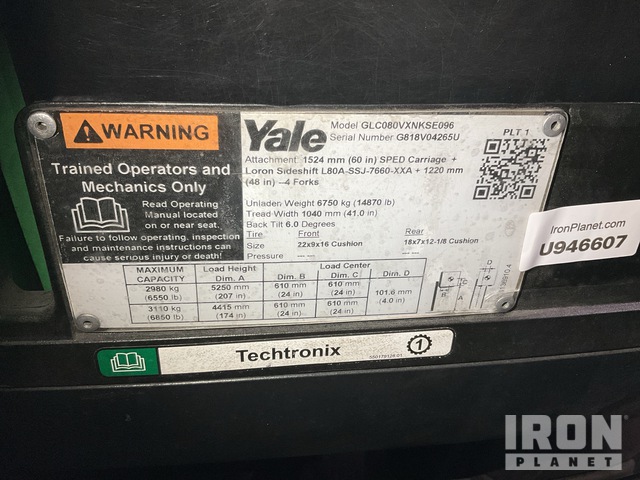 WARNING
Trained Operators and
Mechanics Only
Read Operating
Manual located
on or near seat.
Failure to follow operating, inspection
and maintenance instructions can
cause serious injury or death!
Yale
Model GLC080VXNKSE096
Serial Number G818V04265U
PLT 1
Attachment 1524 mm (60 in) SPED Carriage +
Loron Sideshift L80A-SSJ-7660-XXA + 1220 mm
(48 in) –4 Forks
Unladen Weight 6750 kg (14870 lb)
Tread Width 1040 mm (41.0 in)
Back Tilt 6.0 Degrees
Tire Front Rear
Size 22x9x16 Cushion 18x7x12-1/8 Cushion
Pressure --- -- --- --
MAXIMUM CAPACITY Load Height Dim. A Load Center Dim. B Dim. C Dim. D
2980 kg (6550 lb) 5250 mm (207 in) 610 mm (24 in) 610 mm (24 in) 101.6 mm (4.0 in)
3110 kg (6850 lb) 4415 mm (174 in) 610 mm (24 in) 610 mm (24 in)
IronPlanet.com
U946607
Techtronix
1
IRON
PLANET